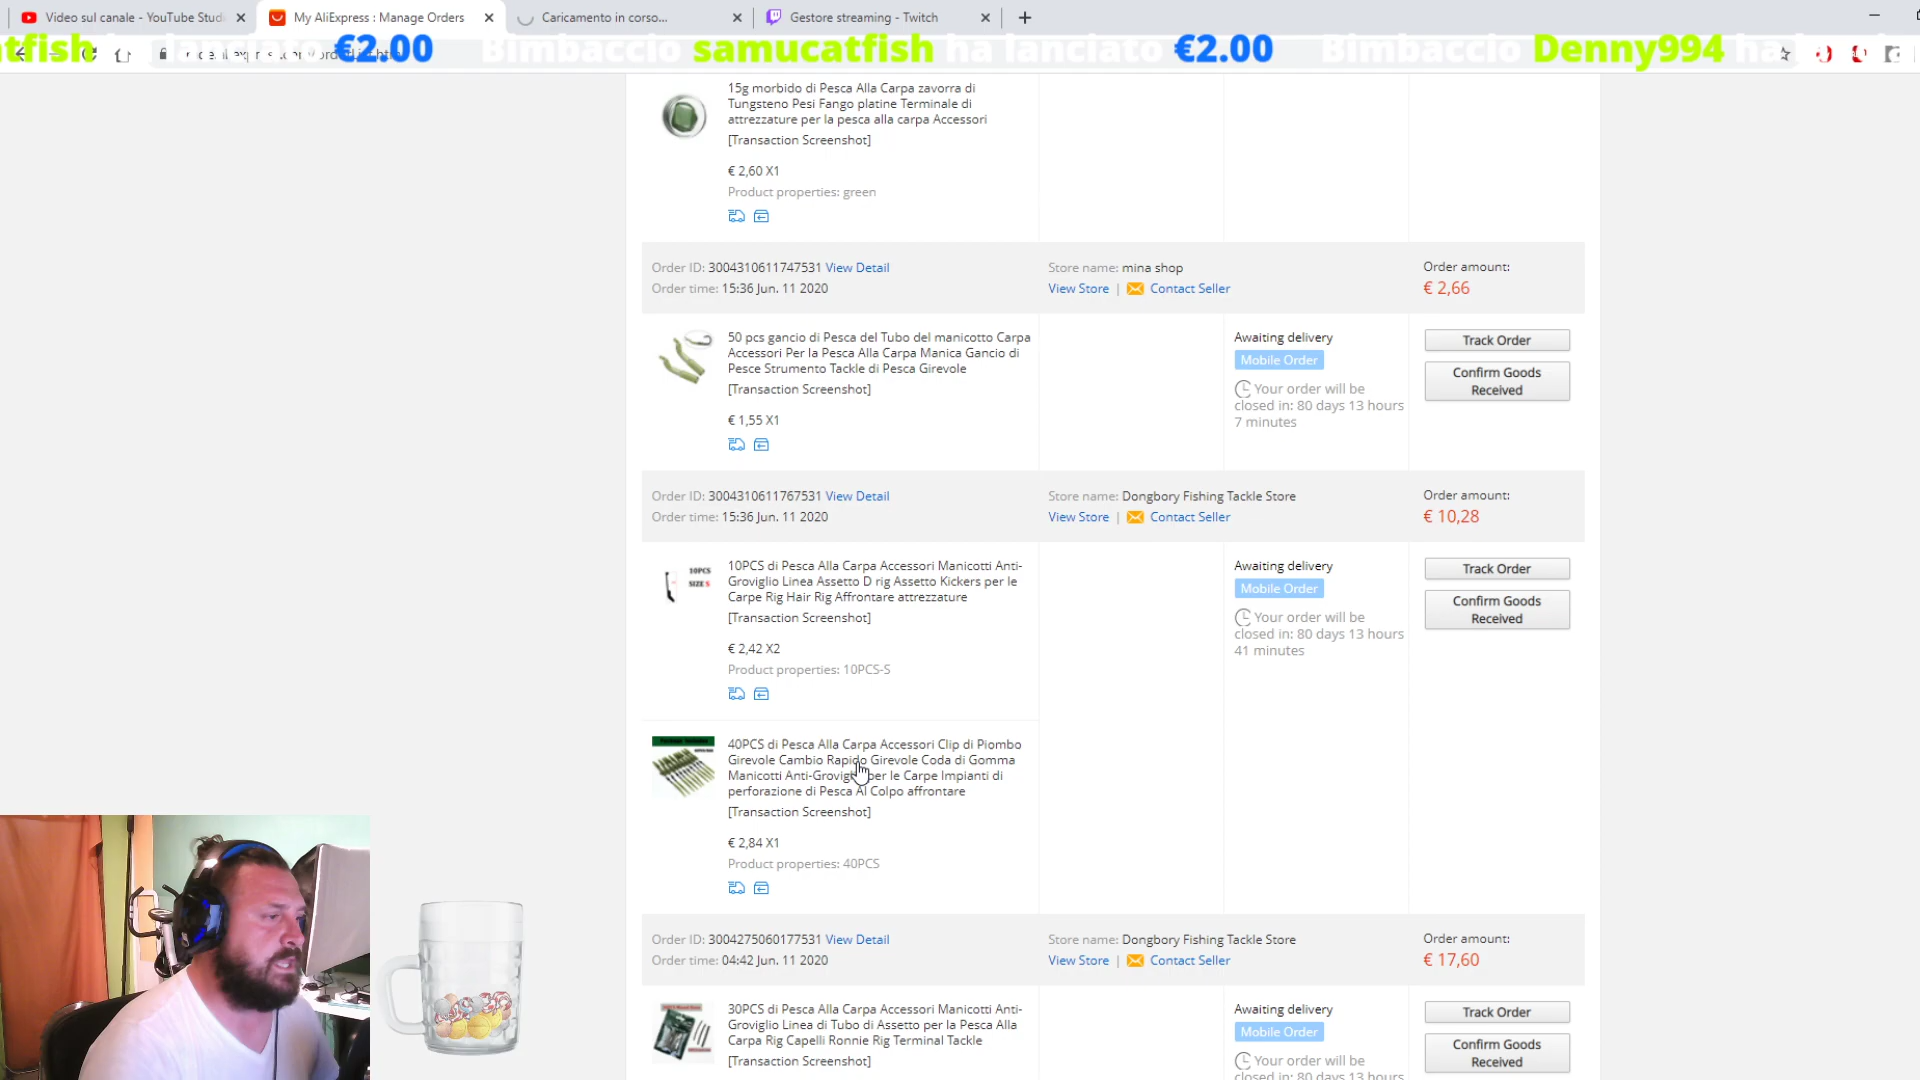 Video sul canale - YouTube Stud
My AliExpress : Manage Orders
Caricamento in corso...
Gestore streaming - Twitch
tfish €2.00 Bimbaccio samucatfish ha lanciato €2.00 Bimbaccio Denny994 ha
15g morbido di Pesca Alla Carpa zavorra di
Tungsteno Pesi Fango platine Terminale di
attrezzature per la pesca alla carpa Accessori
[Transaction Screenshot]
€ 2,60 X1
Product properties: green
Order ID: 3004310611747531 View Detail
Order time: 15:36 Jun. 11 2020
Store name: mina shop
View Store | Contact Seller
Order amount:
€ 2,66
50 pcs gancio di Pesca del Tubo del manicotto Carpa
Accessori Per la Pesca Alla Carpa Manica Gancio di
Pesce Strumento Tackle di Pesca Girevole
[Transaction Screenshot]
€ 1,55 X1
Awaiting delivery
Mobile Order
Your order will be
closed in: 80 days 13 hours
7 minutes
Track Order
Confirm Goods
Received
Order ID: 3004310611767531 View Detail
Order time: 15:36 Jun. 11 2020
Store name: Dongbory Fishing Tackle Store
View Store | Contact Seller
Order amount:
€ 10,28
10PCS
SIZE S
10PCS di Pesca Alla Carpa Accessori Manicotti Anti-
Groviglio Linea Assetto D rig Assetto Kickers per le
Carpe Rig Hair Rig Affrontare attrezzature
[Transaction Screenshot]
€ 2,42 X2
Product properties: 10PCS-S
Awaiting delivery
Mobile Order
Your order will be
closed in: 80 days 13 hours
41 minutes
Track Order
Confirm Goods
Received
40PCS di Pesca Alla Carpa Accessori Clip di Piombo
Girevole Cambio Rapido Girevole Coda di Gomma
Manicotti Anti-Groviglio per le Carpe Impianti di
perforazione di Pesca Al Colpo affrontare
[Transaction Screenshot]
€ 2,84 X1
Product properties: 40PCS
Order ID: 3004275060177531 View Detail
Order time: 04:42 Jun. 11 2020
Store name: Dongbory Fishing Tackle Store
View Store | Contact Seller
Order amount:
€ 17,60
30PCS di Pesca Alla Carpa Accessori Manicotti Anti-
Groviglio Linea di Tubo di Assetto per la Pesca Alla
Carpa Rig Capelli Ronnie Rig Terminal Tackle
[Transaction Screenshot]
Awaiting delivery
Mobile Order
Your order will be
closed in: 80 days 13 hours
Track Order
Confirm Goods
Received